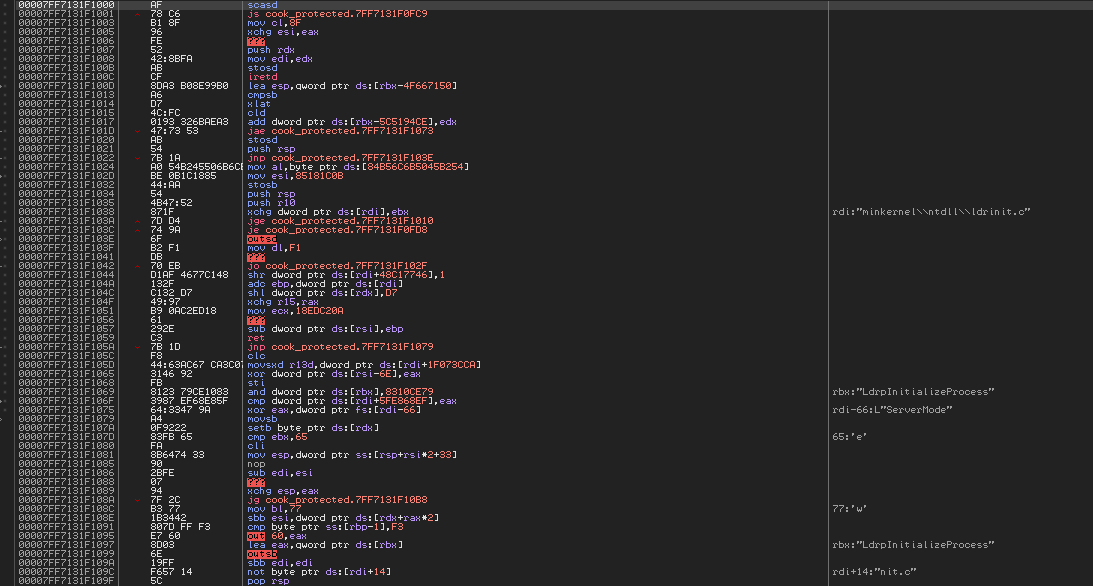 00007FF7131F1000 AF scasd
00007FF7131F1001 78 C6 js cook_protected.7FF7131F0FC9
00007FF7131F1003 B1 8F mov cl,8F
00007FF7131F1005 96 xchg esi,eax
00007FF7131F1006 FE ???
00007FF7131F1007 52 push rdx
00007FF7131F1008 42:8BFA mov edi,edx
00007FF7131F100B AB stosd
00007FF7131F100C CF iretd
00007FF7131F100D 8DA3 B08E99B0 lea esp,qword ptr ds:[rbx-4F667150]
00007FF7131F1013 A6 cmpsb
00007FF7131F1014 D7 xlat
00007FF7131F1015 4C:FC cld
00007FF7131F1017 0193 326BAEA3 add dword ptr ds:[rbx-5C5194CE],edx
00007FF7131F101D 47:73 53 jae cook_protected.7FF7131F1073
00007FF7131F1020 AB stosd
00007FF7131F1021 54 push rsp
00007FF7131F1022 7B 1A jnp cook_protected.7FF7131F103E
00007FF7131F1024 A0 54B245506B6C mov al,byte ptr ds:[84B56C6B5045B254]
00007FF7131F102D BE 0B1C1885 mov esi,85181C0B
00007FF7131F1032 44:AA stosb
00007FF7131F1034 54 push rsp
00007FF7131F1035 4B47:52 push r10
00007FF7131F1038 871F xchg dword ptr ds:[rdi],ebx rdi:"minkernel\\ntdll\\ldrinit.c"
00007FF7131F103A 7D D4 jge cook_protected.7FF7131F1010
00007FF7131F103C 74 9A je cook_protected.7FF7131F0FD8
00007FF7131F103E 6F outsd
00007FF7131F103F B2 F1 mov dl,F1
00007FF7131F1041 DB ???
00007FF7131F1042 70 EB jo cook_protected.7FF7131F102F
00007FF7131F1044 D1AF 4677C148 shr dword ptr ds:[rdi+48C17746],1
00007FF7131F104A 132F adc ebp,dword ptr ds:[rdi]
00007FF7131F104C C132 D7 shl dword ptr ds:[rdx],D7
00007FF7131F104F 49:97 xchg r15,rax
00007FF7131F1051 B9 0AC2ED18 mov ecx,18EDC20A
00007FF7131F1056 61 ???
00007FF7131F1057 292E sub dword ptr ds:[rsi],ebp
00007FF7131F1059 C3 ret
00007FF7131F105A 7B 1D jnp cook_protected.7FF7131F1079
00007FF7131F105C F8 clc
00007FF7131F105D 44:63AC67 CA3C07 movsxd r13d,dword ptr ds:[rdi+1F073CCA]
00007FF7131F1065 3146 92 xor dword ptr ds:[rsi-6E],eax
00007FF7131F1068 FB sti
00007FF7131F1069 8123 79CE1083 and dword ptr ds:[rbx],8310CE79 rbx:"LdrpInitializeProcess"
00007FF7131F106F 3987 EF68E85F cmp dword ptr ds:[rdi+5FE868EF],eax
00007FF7131F1075 64:3347 9A xor eax,dword ptr fs:[rdi-66] rdi-66:L"ServerMode"
00007FF7131F1079 A4 movsb
00007FF7131F107A 0F9222 setb byte ptr ds:[rdx]
00007FF7131F107D 83FB 65 cmp ebx,65 65:'e'
00007FF7131F1080 FA cli
00007FF7131F1081 8B6474 33 mov esp,dword ptr ss:[rsp+rsi*2+33]
00007FF7131F1085 90 nop
00007FF7131F1086 2BFE sub edi,esi
00007FF7131F1088 07 ???
00007FF7131F1089 94 xchg esp,eax
00007FF7131F108A 7F 2C jg cook_protected.7FF7131F10B8
00007FF7131F108C B3 77 mov bl,77 77:'w'
00007FF7131F108E 1B3442 sbb esi,dword ptr ds:[rdx+rax*2]
00007FF7131F1091 807D FF F3 cmp byte ptr ss:[rbp-1],F3
00007FF7131F1095 E7 60 out 60,eax
00007FF7131F1097 8D03 lea eax,qword ptr ds:[rbx] rbx:"LdrpInitializeProcess"
00007FF7131F1099 6E outsb
00007FF7131F109A 19FF sbb edi,edi
00007FF7131F109C F657 14 not byte ptr ds:[rdi+14] rdi+14:"nit.c"
00007FF7131F109F 5C pop rsp